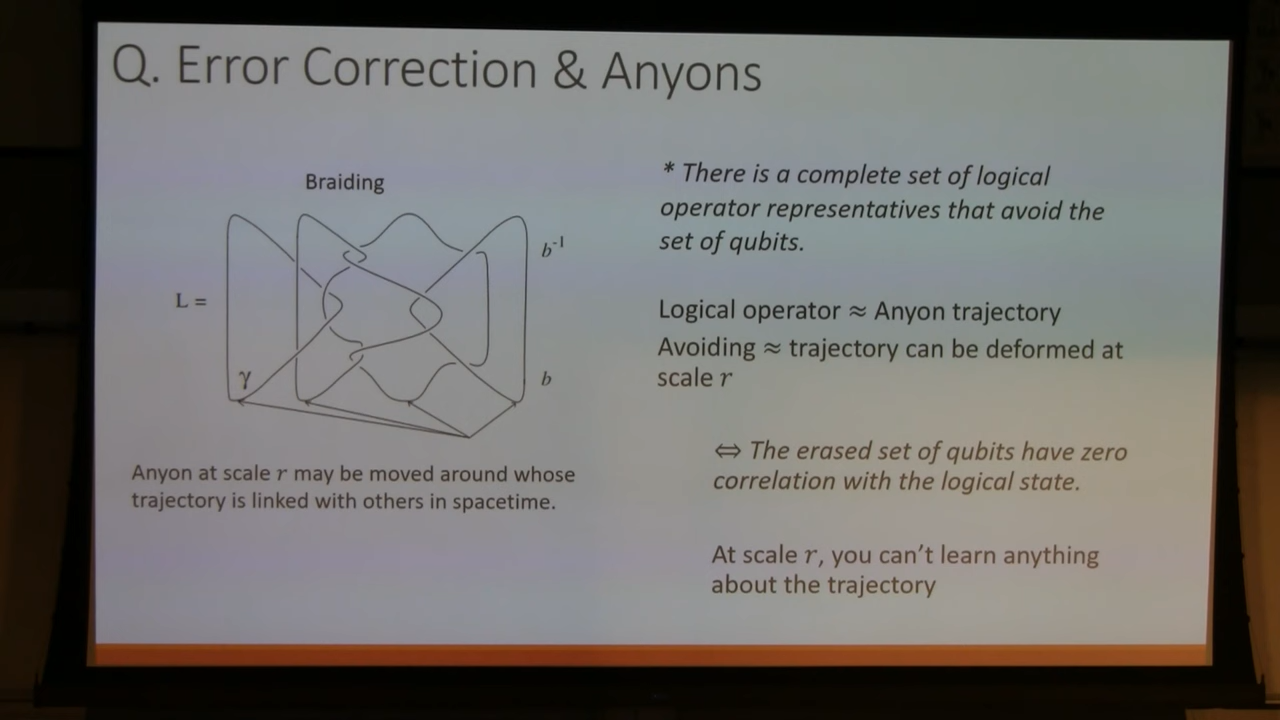 Q. Error Correction & Anyons
Braiding
L =
b⁻¹
γ
b
Anyon at scale r may be moved around whose
trajectory is linked with others in spacetime.
* There is a complete set of logical
operator representatives that avoid the
set of qubits.
Logical operator ≈ Anyon trajectory
Avoiding ≈ trajectory can be deformed at
scale r
⇔ The erased set of qubits have zero
correlation with the logical state.
At scale r, you can’t learn anything
about the trajectory